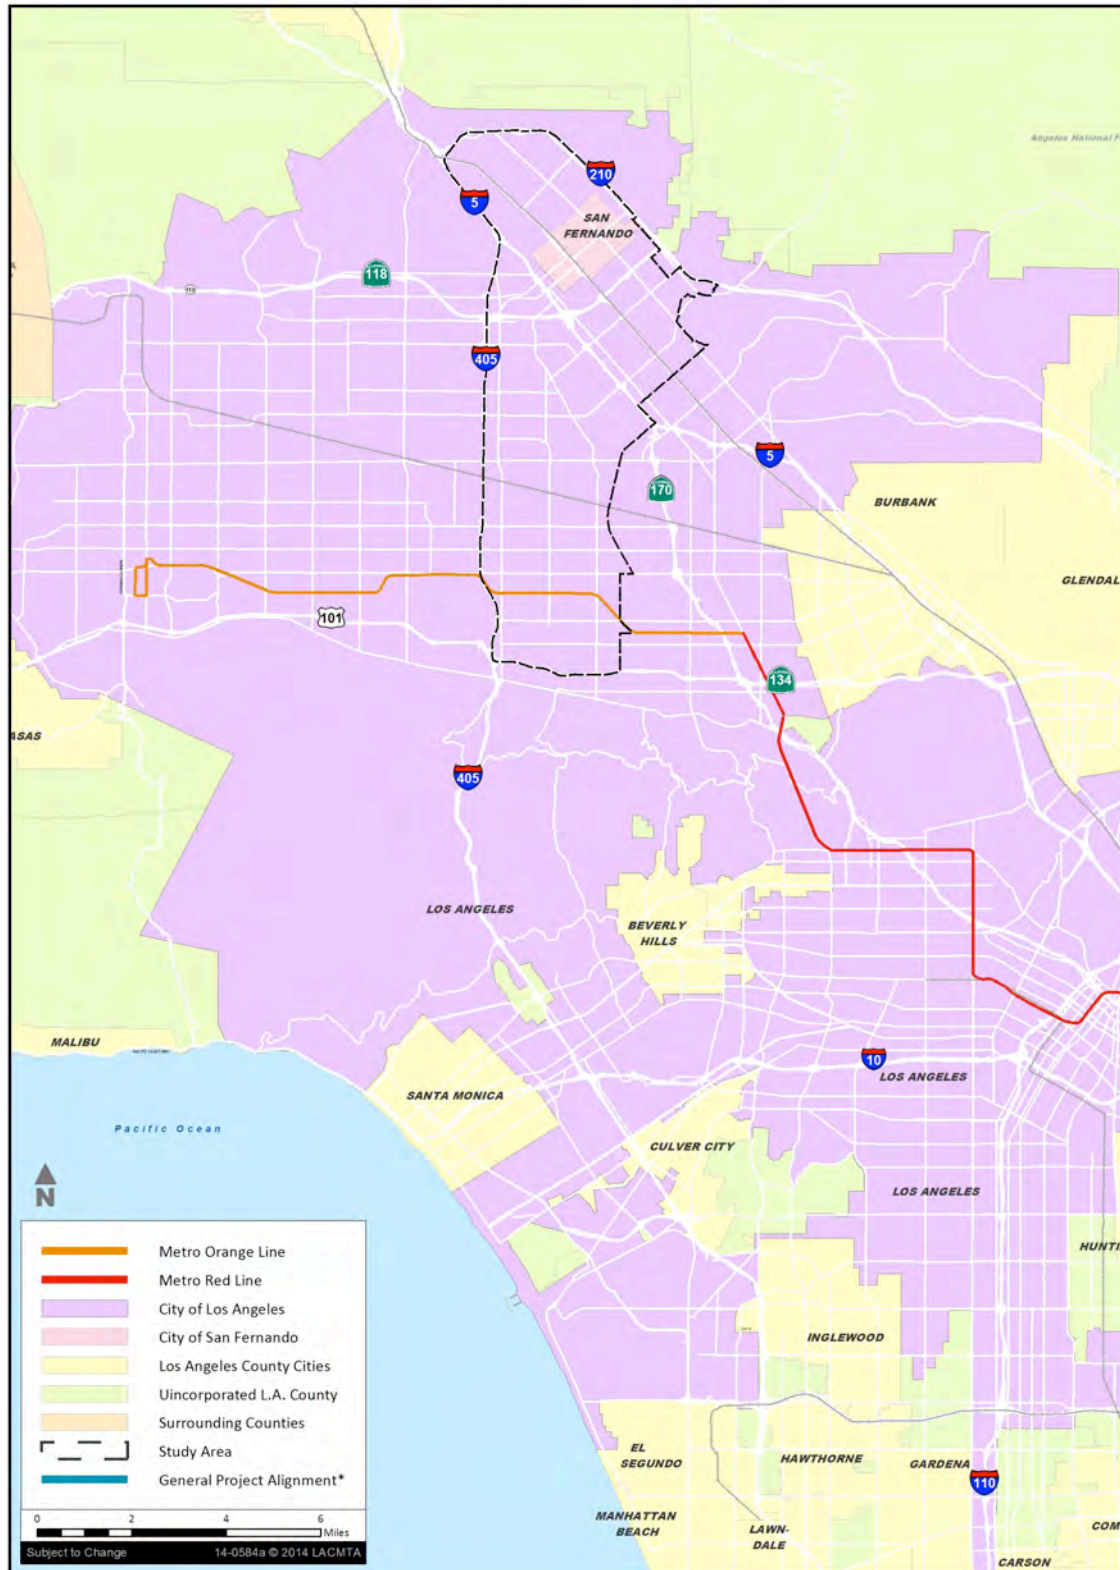 Angeles National F
210
5
SAN
FERNANDO
118
118
405
5
170
BURBANK
GLENDAL
101
134
ASAS
405
LOS ANGELES
BEVERLY
HILLS
MALIBU
10
LOS ANGELES
SANTA MONICA
Pacific Ocean
CULVER CITY
LOS ANGELES
N
HUNTI
INGLEWOOD
Metro Orange Line
Metro Red Line
City of Los Angeles
City of San Fernando
Los Angeles County Cities
Uincorporated L.A. County
Surrounding Counties
Study Area
General Project Alignment*
0 2 4 6
Miles
Subject to Change 14-0584a © 2014 LACMTA
EL
SEGUNDO
HAWTHORNE
GARDENA
110
MANHATTAN
BEACH
LAWN-
DALE
COM
CARSON